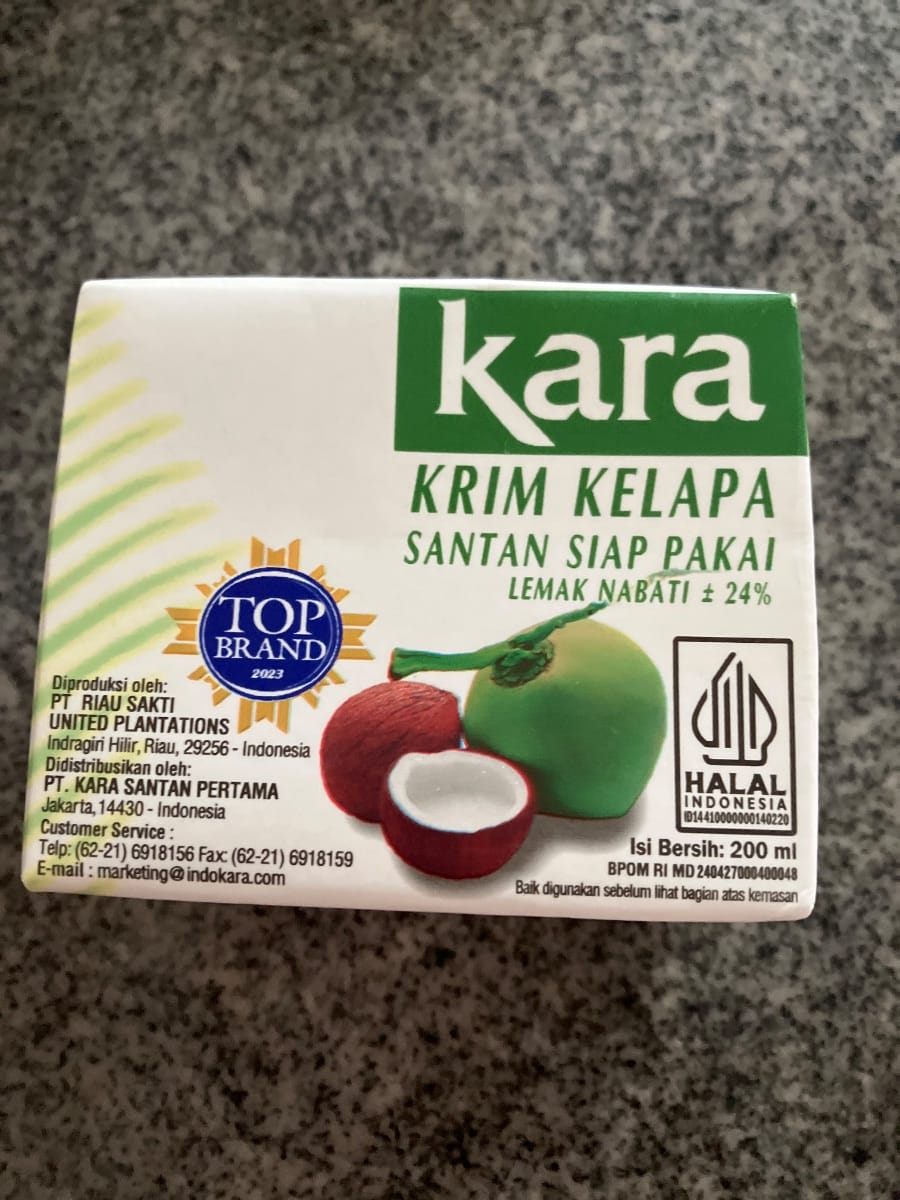 kara
KRIM KELAPA
SANTAN SIAP PAKAI
LEMAK NABATI ± 24%
TOP
BRAND
2023
Diproduksi oleh:
PT RIAU SAKTI
UNITED PLANTATIONS
Indragiri Hilir, Riau, 29256 - Indonesia
Didistribusikan oleh:
PT. KARA SANTAN PERTAMA
Jakarta, 14430 - Indonesia
Customer Service :
Telp: (62-21) 6918156 Fax: (62-21) 6918159
E-mail : marketing@indokara.com
HALAL
INDONESIA
ID14410000000140220
Isi Bersih: 200 ml
BPOM RI MD 240427000400048
Baik digunakan sebelum lihat bagian atas kemasan